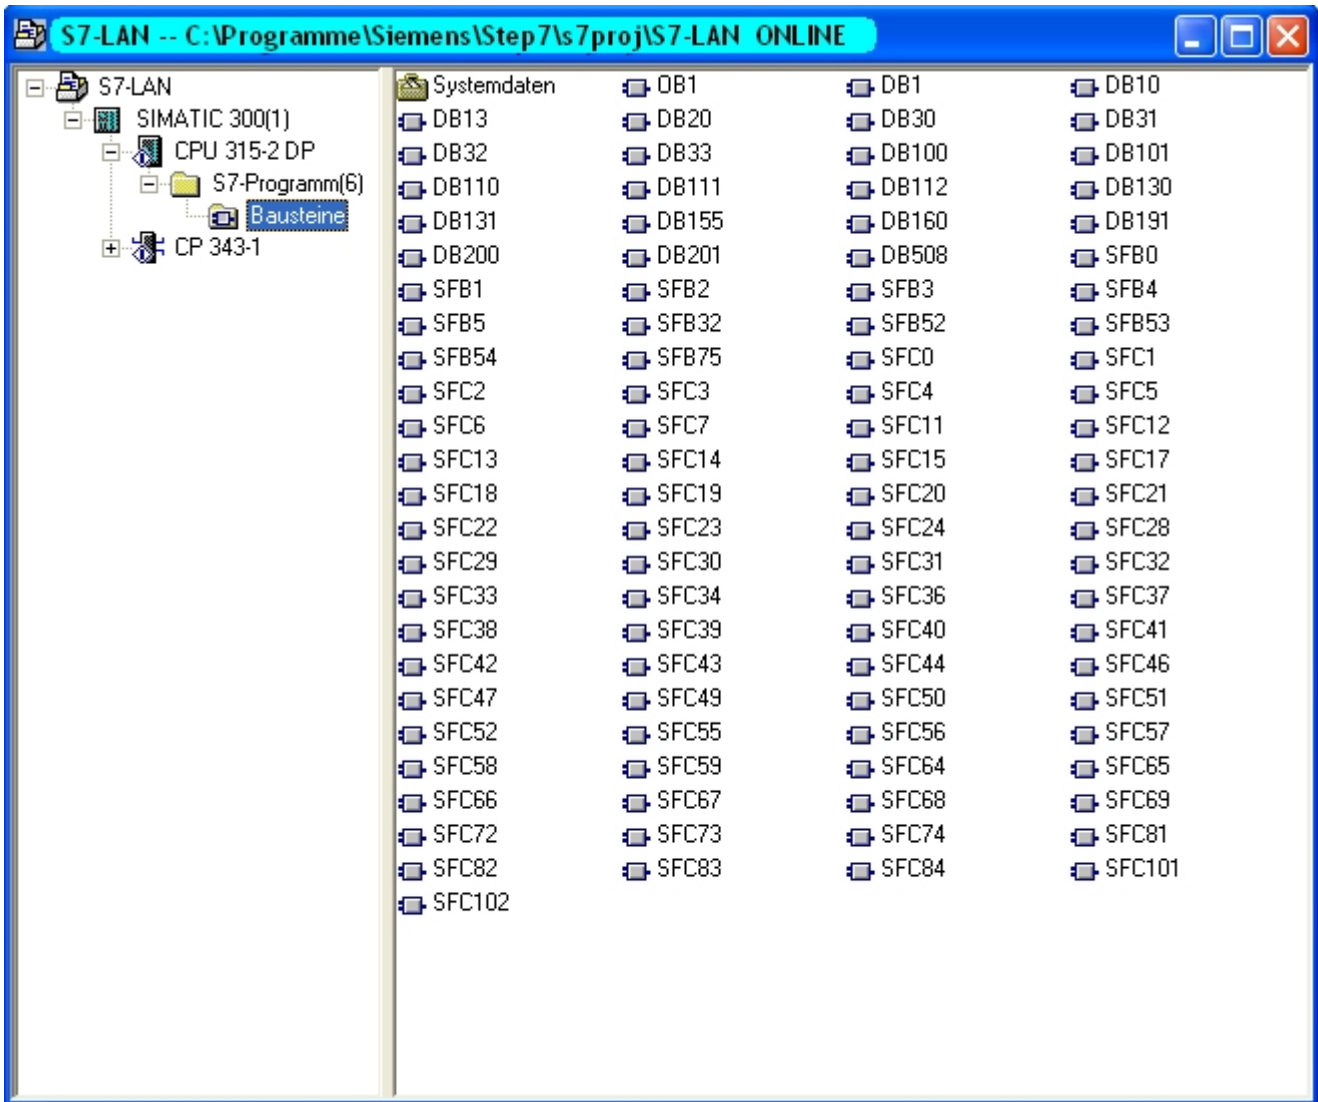 S7-LAN -- C:\Programme\Siemens\Step7\s7proj\S7-LAN ONLINE
S7-LAN
SIMATIC 300(1)
CPU 315-2 DP
S7-Programm(6)
Bausteine
CP 343-1
Systemdaten OB1 DB1 DB10
DB13 DB20 DB30 DB31
DB32 DB33 DB100 DB101
DB110 DB111 DB112 DB130
DB131 DB155 DB160 DB191
DB200 DB201 DB508 SFB0
SFB1 SFB2 SFB3 SFB4
SFB5 SFB32 SFB52 SFB53
SFB54 SFB75 SFC0 SFC1
SFC2 SFC3 SFC4 SFC5
SFC6 SFC7 SFC11 SFC12
SFC13 SFC14 SFC15 SFC17
SFC18 SFC19 SFC20 SFC21
SFC22 SFC23 SFC24 SFC28
SFC29 SFC30 SFC31 SFC32
SFC33 SFC34 SFC36 SFC37
SFC38 SFC39 SFC40 SFC41
SFC42 SFC43 SFC44 SFC46
SFC47 SFC49 SFC50 SFC51
SFC52 SFC55 SFC56 SFC57
SFC58 SFC59 SFC64 SFC65
SFC66 SFC67 SFC68 SFC69
SFC72 SFC73 SFC74 SFC81
SFC82 SFC83 SFC84 SFC101
SFC102